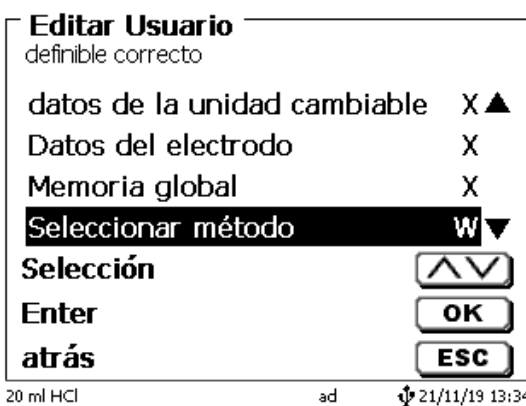 Editar Usuario
definible correcto
datos de la unidad cambiable X
Datos del electrodo X
Memoria global X
Seleccionar método W
Selección
Enter OK
atrás ESC
20 ml HCl ad 21/11/19 13:34